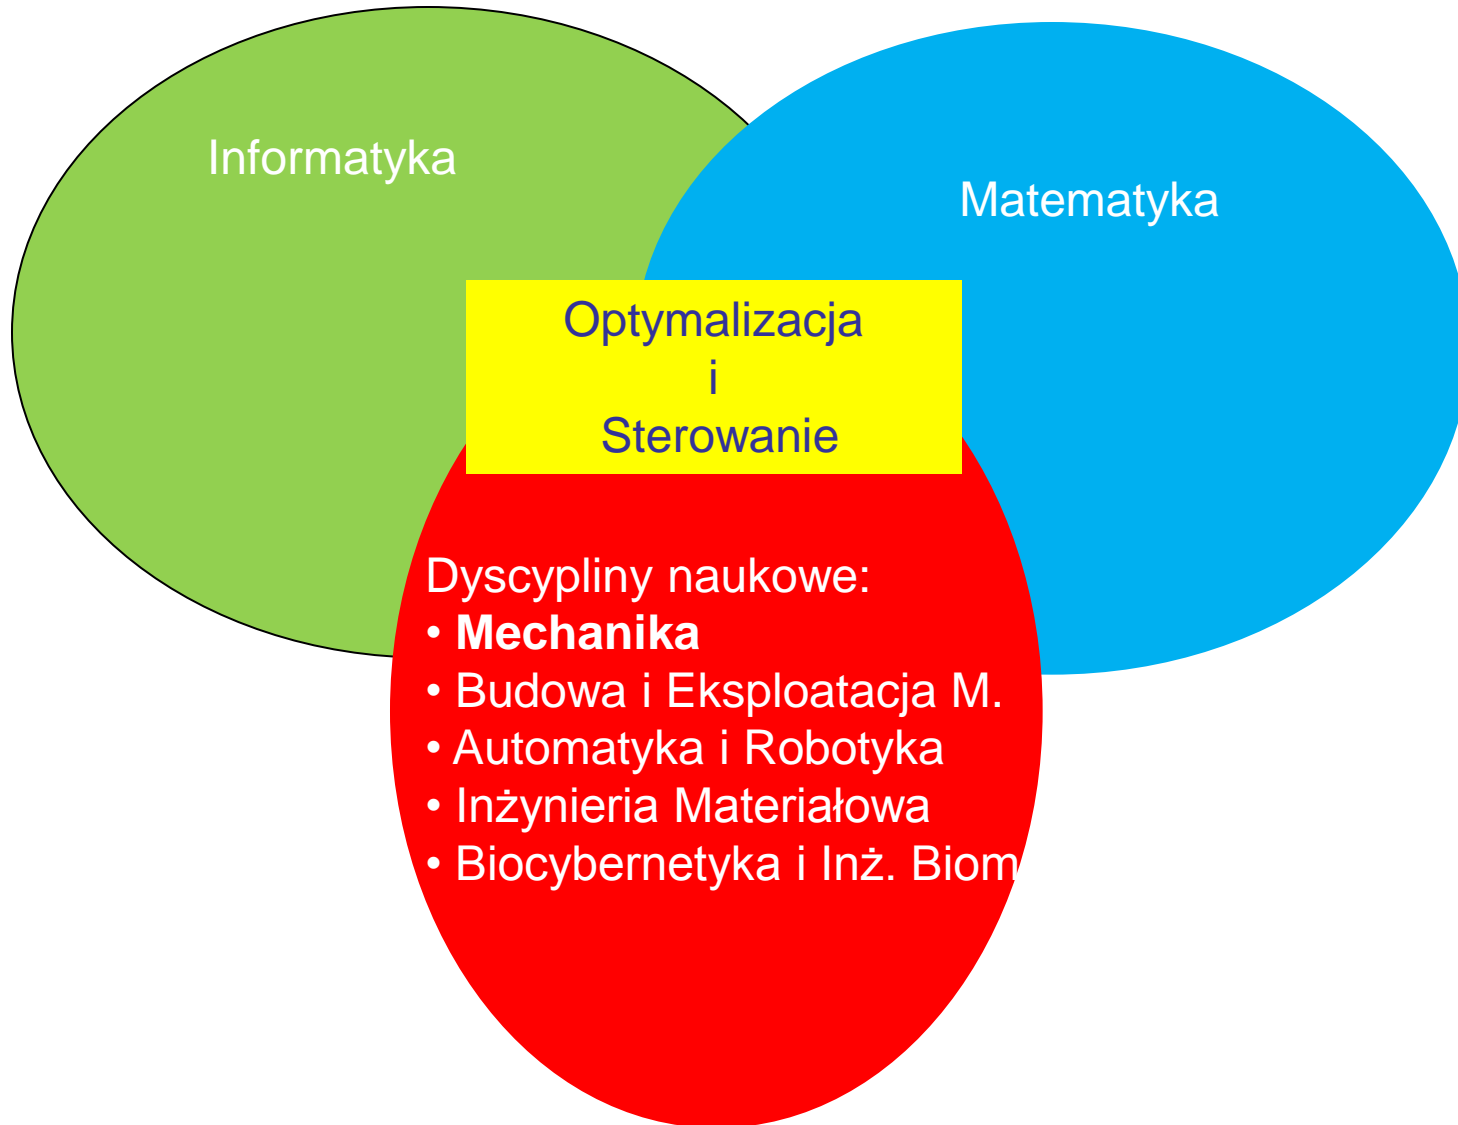 Informatyka
Matematyka
Optymalizacja
i
Sterowanie
Dyscypliny naukowe:
• Mechanika
• Budowa i Eksploatacja M.
• Automatyka i Robotyka
• Inżynieria Materiałowa
• Biocybernetyka i Inż. Biom